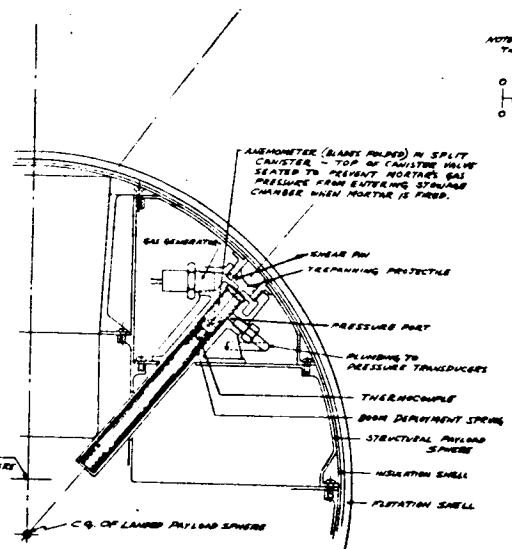 NOTE
ANEMOMETER (BLADES FOLDED) IN SPLIT
CANISTER - TOP OF CANISTER VALVE
SEATED TO PREVENT MORTAR GAS
PRESSURE FROM ENTERING STOWAGE
CHAMBER WHEN MORTAR IS FIRED.
GAS GENERATOR
SHEAR PIN
TREPANNING PROJECTILE
PRESSURE PORT
PLUMBING TO
PRESSURE TRANSDUCERS
THERMOCOUPLE
BOOM DEPLOYMENT SPRING
STRUCTURAL PAYLOAD
SPHERE
INSULATION SHELL
FLOTATION SHELL
C.G. OF LANDED PAYLOAD SPHERE